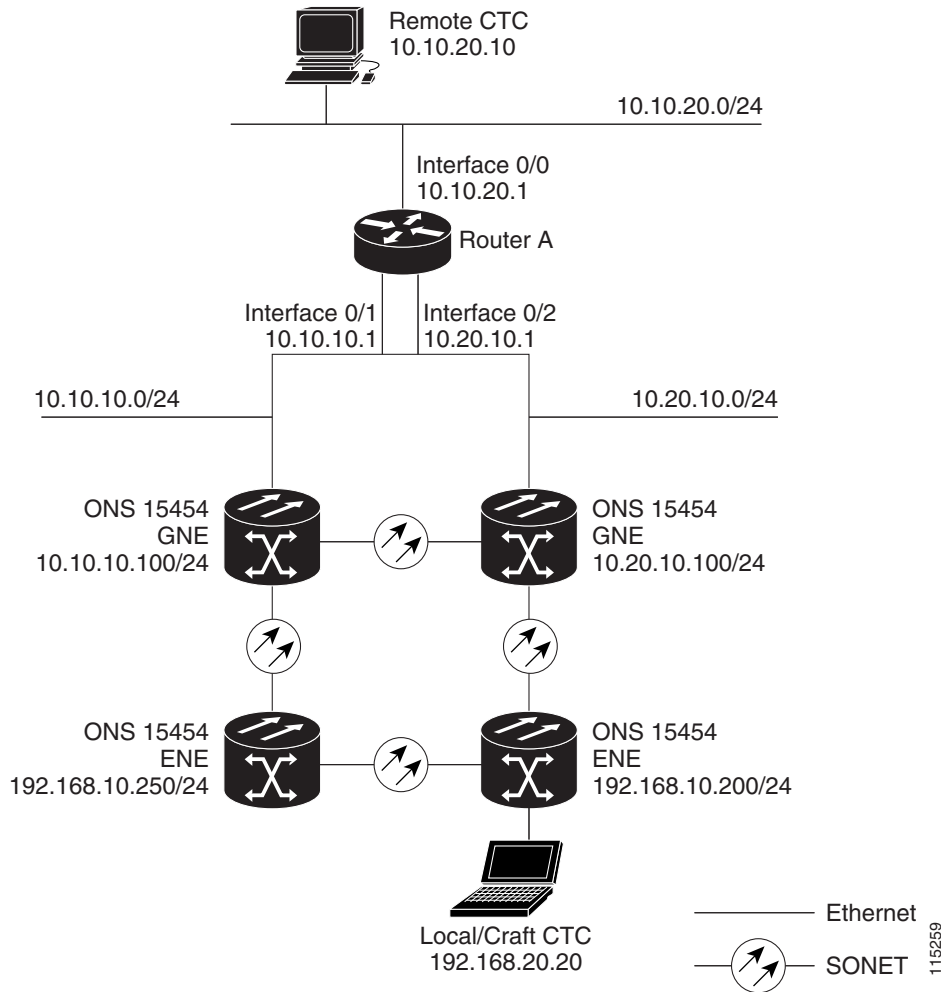 Remote CTC
10.10.20.10
10.10.20.0/24
Interface 0/0
10.10.20.1
Router A
Interface 0/1
10.10.10.1
Interface 0/2
10.20.10.1
10.10.10.0/24
10.20.10.0/24
ONS 15454
GNE
10.10.10.100/24
ONS 15454
GNE
10.20.10.100/24
ONS 15454
ENE
192.168.10.250/24
ONS 15454
ENE
192.168.10.200/24
Local/Craft CTC
192.168.20.20
Ethernet
SONET
115259